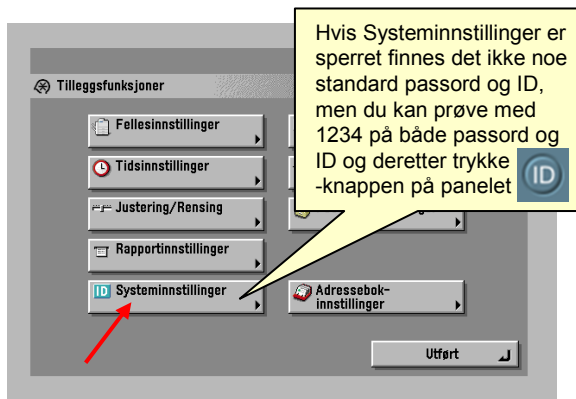 Hvis Systeminnstillinger er
sperret finnes det ikke noe
standard passord og ID,
men du kan prøve med
1234 på både passord og
ID og deretter trykke ID
-knappen på panelet
Tilleggsfunksjoner
Fellesinnstillinger
Tidsinnstillinger
Justering/Rensing
Rapportinnstillinger
ID Systeminnstillinger
Adressebok-
innstillinger
Utført